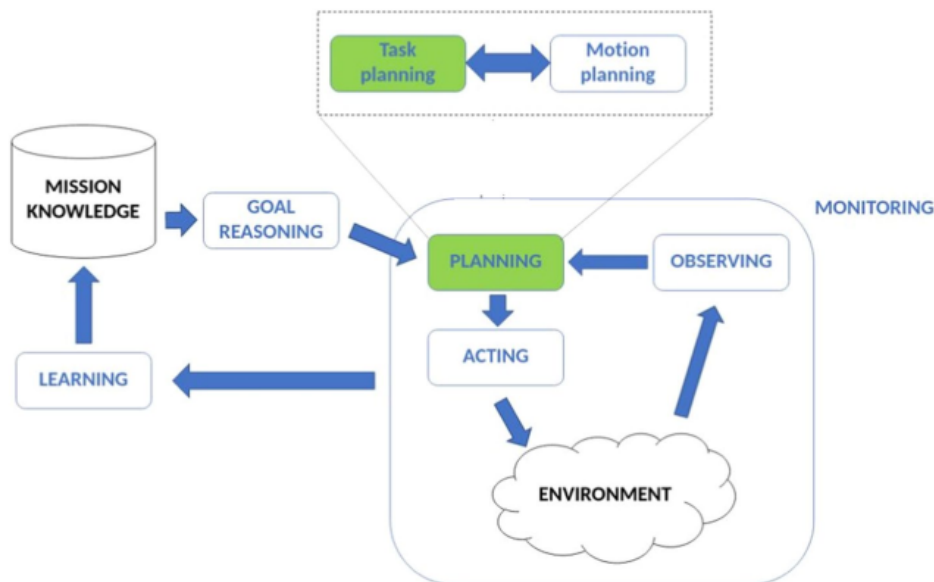 Task
planning
Motion
planning
MISSION
KNOWLEDGE
GOAL
REASONING
MONITORING
PLANNING
OBSERVING
ACTING
LEARNING
ENVIRONMENT